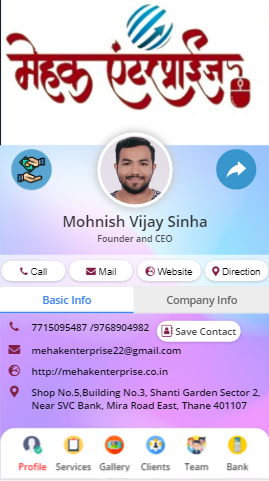 मेहक एंटरप्राईजेस
Mohnish Vijay Sinha
Founder and CEO
Call Mail Website Direction
Basic Info Company Info
7715095487 /9768904982 Save Contact
mehakenterprise22@gmail.com
http://mehakenterprise.co.in
Shop No.5,Building No.3, Shanti Garden Sector 2,
Near SVC Bank, Mira Road East, Thane 401107
Profile Services Gallery Clients Team Bank